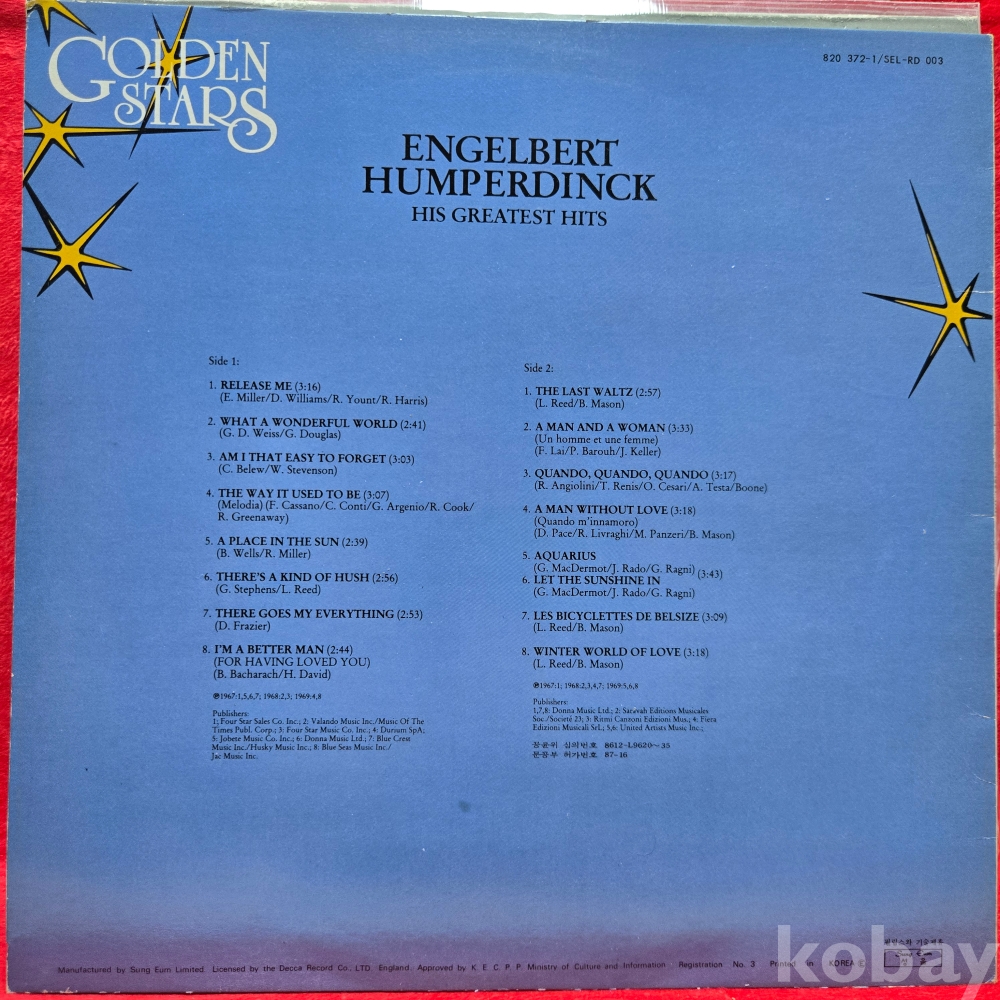 GOLDEN
STARS
820 372-1/SEL-RD 003
ENGELBERT
HUMPERDINCK
HIS GREATEST HITS
Side 1:
1. RELEASE ME (3:16)
(E. Miller/D. Williams/R. Yount/R. Harris)
2. WHAT A WONDERFUL WORLD (2:41)
(G. D. Weiss/G. Douglas)
3. AM I THAT EASY TO FORGET (3:03)
(C. Belew/W. Stevenson)
4. THE WAY IT USED TO BE (3:07)
(Melodia) (F. Cassano/C. Conti/G. Argenio/R. Cook/
R. Greenaway)
5. A PLACE IN THE SUN (2:39)
(B. Wells/R. Miller)
6. THERE'S A KIND OF HUSH (2:56)
(G. Stephens/L. Reed)
7. THERE GOES MY EVERYTHING (2:53)
(D. Frazier)
8. I'M A BETTER MAN (2:44)
(FOR HAVING LOVED YOU)
(B. Bacharach/H. David)
℗1967:1,5,6,7; 1968:2,3; 1969:4,8
Publishers:
1; Four Star Sales Co. Inc.; 2: Valando Music Inc./Music Of The
Times Publ. Corp.; 3: Four Star Music Co. Inc.; 4: Durium SpA;
5: Jobete Music Co. Inc.; 6: Donna Music Ltd.; 7: Blue Crest
Music Inc./Husky Music Inc.; 8: Blue Seas Music Inc./
Jac Music Inc.
Side 2:
1. THE LAST WALTZ (2:57)
(L. Reed/B. Mason)
2. A MAN AND A WOMAN (3:33)
(Un homme et une femme)
(F. Lai/P. Barouh/J. Keller)
3. QUANDO, QUANDO, QUANDO (3:17)
(R. Angiolini/T. Renis/O. Cesari/A. Testa/Boone)
4. A MAN WITHOUT LOVE (3:18)
(Quando m'innamoro)
(D. Pace/R. Livraghi/M. Panzeri/B. Mason)
5. AQUARIUS
(G. MacDermot/J. Rado/G. Ragni) (3:43)
6. LET THE SUNSHINE IN
(G. MacDermot/J. Rado/G. Ragni)
7. LES BICYCLETTES DE BELSIZE (3:09)
(L. Reed/B. Mason)
8. WINTER WORLD OF LOVE (3:18)
(L. Reed/B. Mason)
℗1967:1; 1968:2,3,4,7; 1969:5,6,8
Publishers:
1,7,8: Donna Music Ltd.; 2: Saravah Editions Musicales
Soc./Societé 23; 3: Ritmi Canzoni Edizioni Mus.; 4: Fiera
Edizioni Musicali Srl.; 5,6: United Artists Music Inc.;
공윤위 심의번호 8612-L9620~35
문공부 허가번호 87-16
Manufactured by Sung Eum Limited. Licensed by the Decca Record Co., LTD. England. Approved by K. E. C. P. P. Ministry of Culture and Information. Registration No. 3 Printed in KOREA
kobay